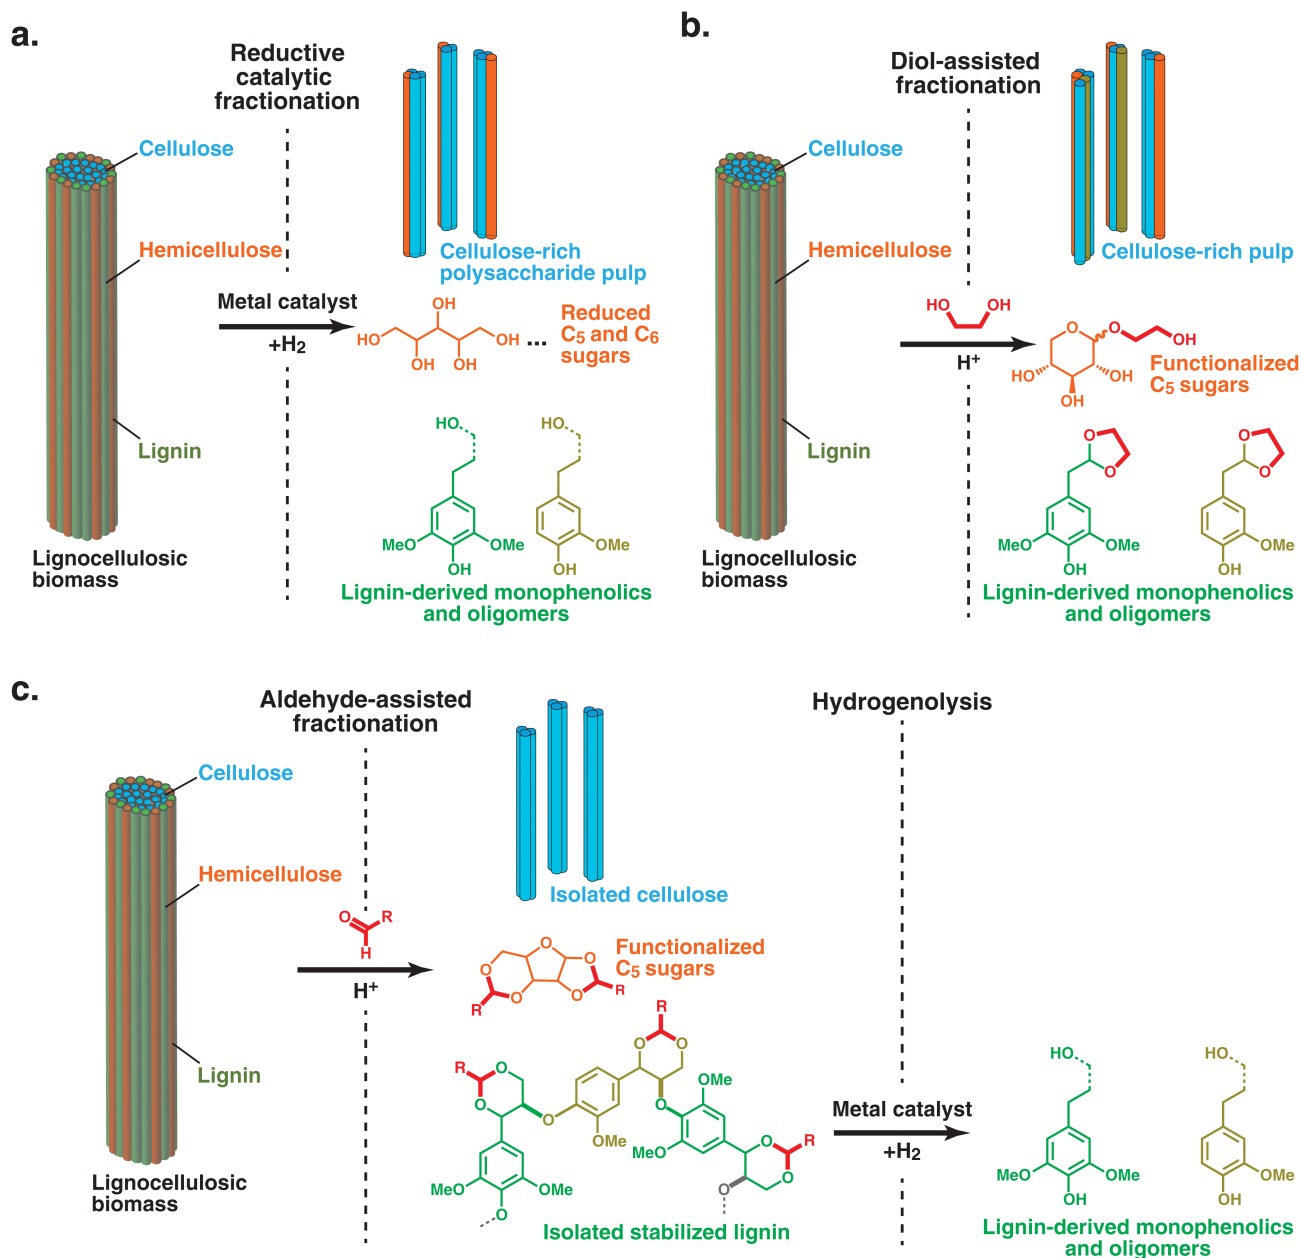 a.
Reductive
catalytic
fractionation
Cellulose
Hemicellulose
Lignin
Lignocellulosic
biomass
Metal catalyst
+H2
Cellulose-rich
polysaccharide pulp
OH
HO
OH
OH
OH
...
Reduced
C5 and C6
sugars
HO
HO
MeO
OMe
OH
OMe
OH
Lignin-derived monophenolics
and oligomers
b.
Diol-assisted
fractionation
Cellulose
Hemicellulose
Lignin
Lignocellulosic
biomass
HO
OH
H+
Cellulose-rich pulp
O
O
OH
HO
OH
OH
Functionalized
C5 sugars
O
O
O
O
MeO
OMe
OH
OMe
OH
Lignin-derived monophenolics
and oligomers
c.
Aldehyde-assisted
fractionation
Cellulose
Hemicellulose
Lignin
Lignocellulosic
biomass
O
R
H
H+
Isolated cellulose
O
O
O
O
O
R
R
Functionalized
C5 sugars
R
O
O
R
O
O
O
OMe
O
OMe
MeO
O
R
O
O
MeO
OMe
O
Isolated stabilized lignin
Hydrogenolysis
Metal catalyst
+H2
HO
HO
MeO
OMe
OH
OMe
OH
Lignin-derived monophenolics
and oligomers